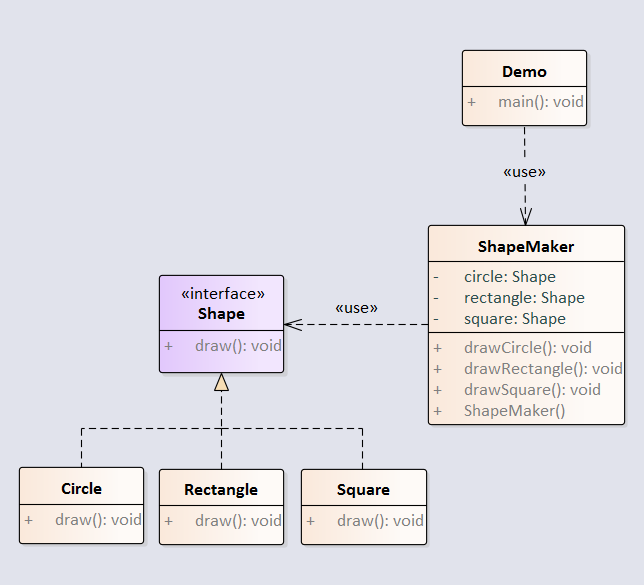 Demo
+ main(): void
«use»
ShapeMaker
- circle: Shape
- rectangle: Shape
- square: Shape
+ drawCircle(): void
+ drawRectangle(): void
+ drawSquare(): void
+ ShapeMaker()
«use»
«interface»
Shape
+ draw(): void
Circle
+ draw(): void
Rectangle
+ draw(): void
Square
+ draw(): void